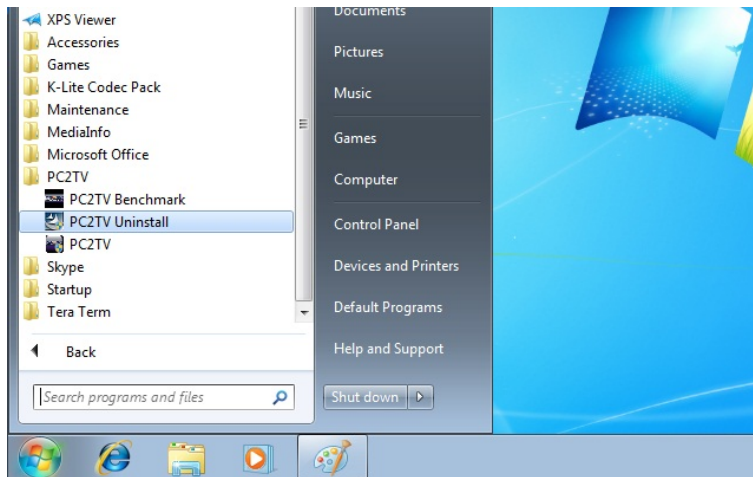 XPS Viewer
Accessories
Games
K-Lite Codec Pack
Maintenance
MediaInfo
Microsoft Office
PC2TV
PC2TV Benchmark
PC2TV Uninstall
PC2TV
Skype
Startup
Tera Term
Back
Search programs and files
Documents
Pictures
Music
Games
Computer
Control Panel
Devices and Printers
Default Programs
Help and Support
Shut down